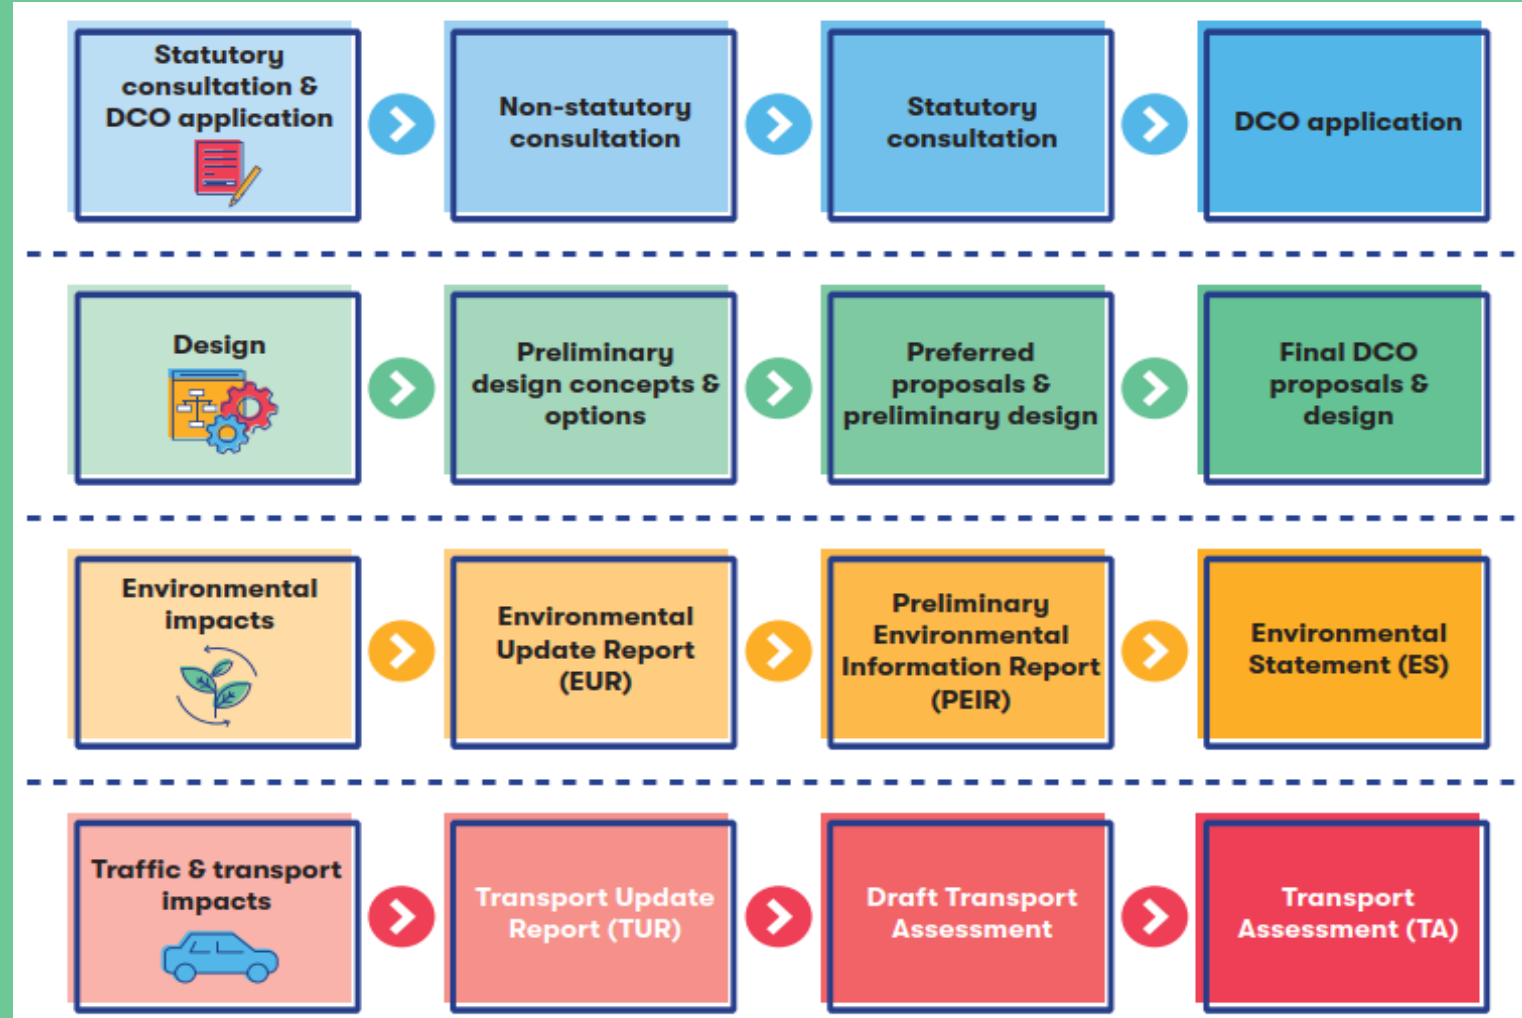 Statutory
consultation &
DCO application
Non-statutory
consultation
Statutory
consultation
DCO application
Design
Preliminary
design concepts &
options
Preferred
proposals &
preliminary design
Final DCO
proposals &
design
Environmental
impacts
Environmental
Update Report
(EUR)
Preliminary
Environmental
Information Report
(PEIR)
Environmental
Statement (ES)
Traffic & transport
impacts
Transport Update
Report (TUR)
Draft Transport
Assessment
Transport
Assessment (TA)